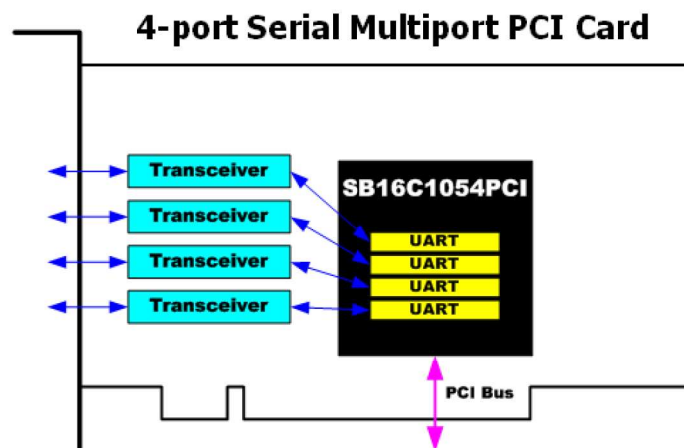 4-port Serial Multiport PCI Card
Transceiver
Transceiver
Transceiver
Transceiver
SB16C1054PCI
UART
UART
UART
UART
PCI Bus